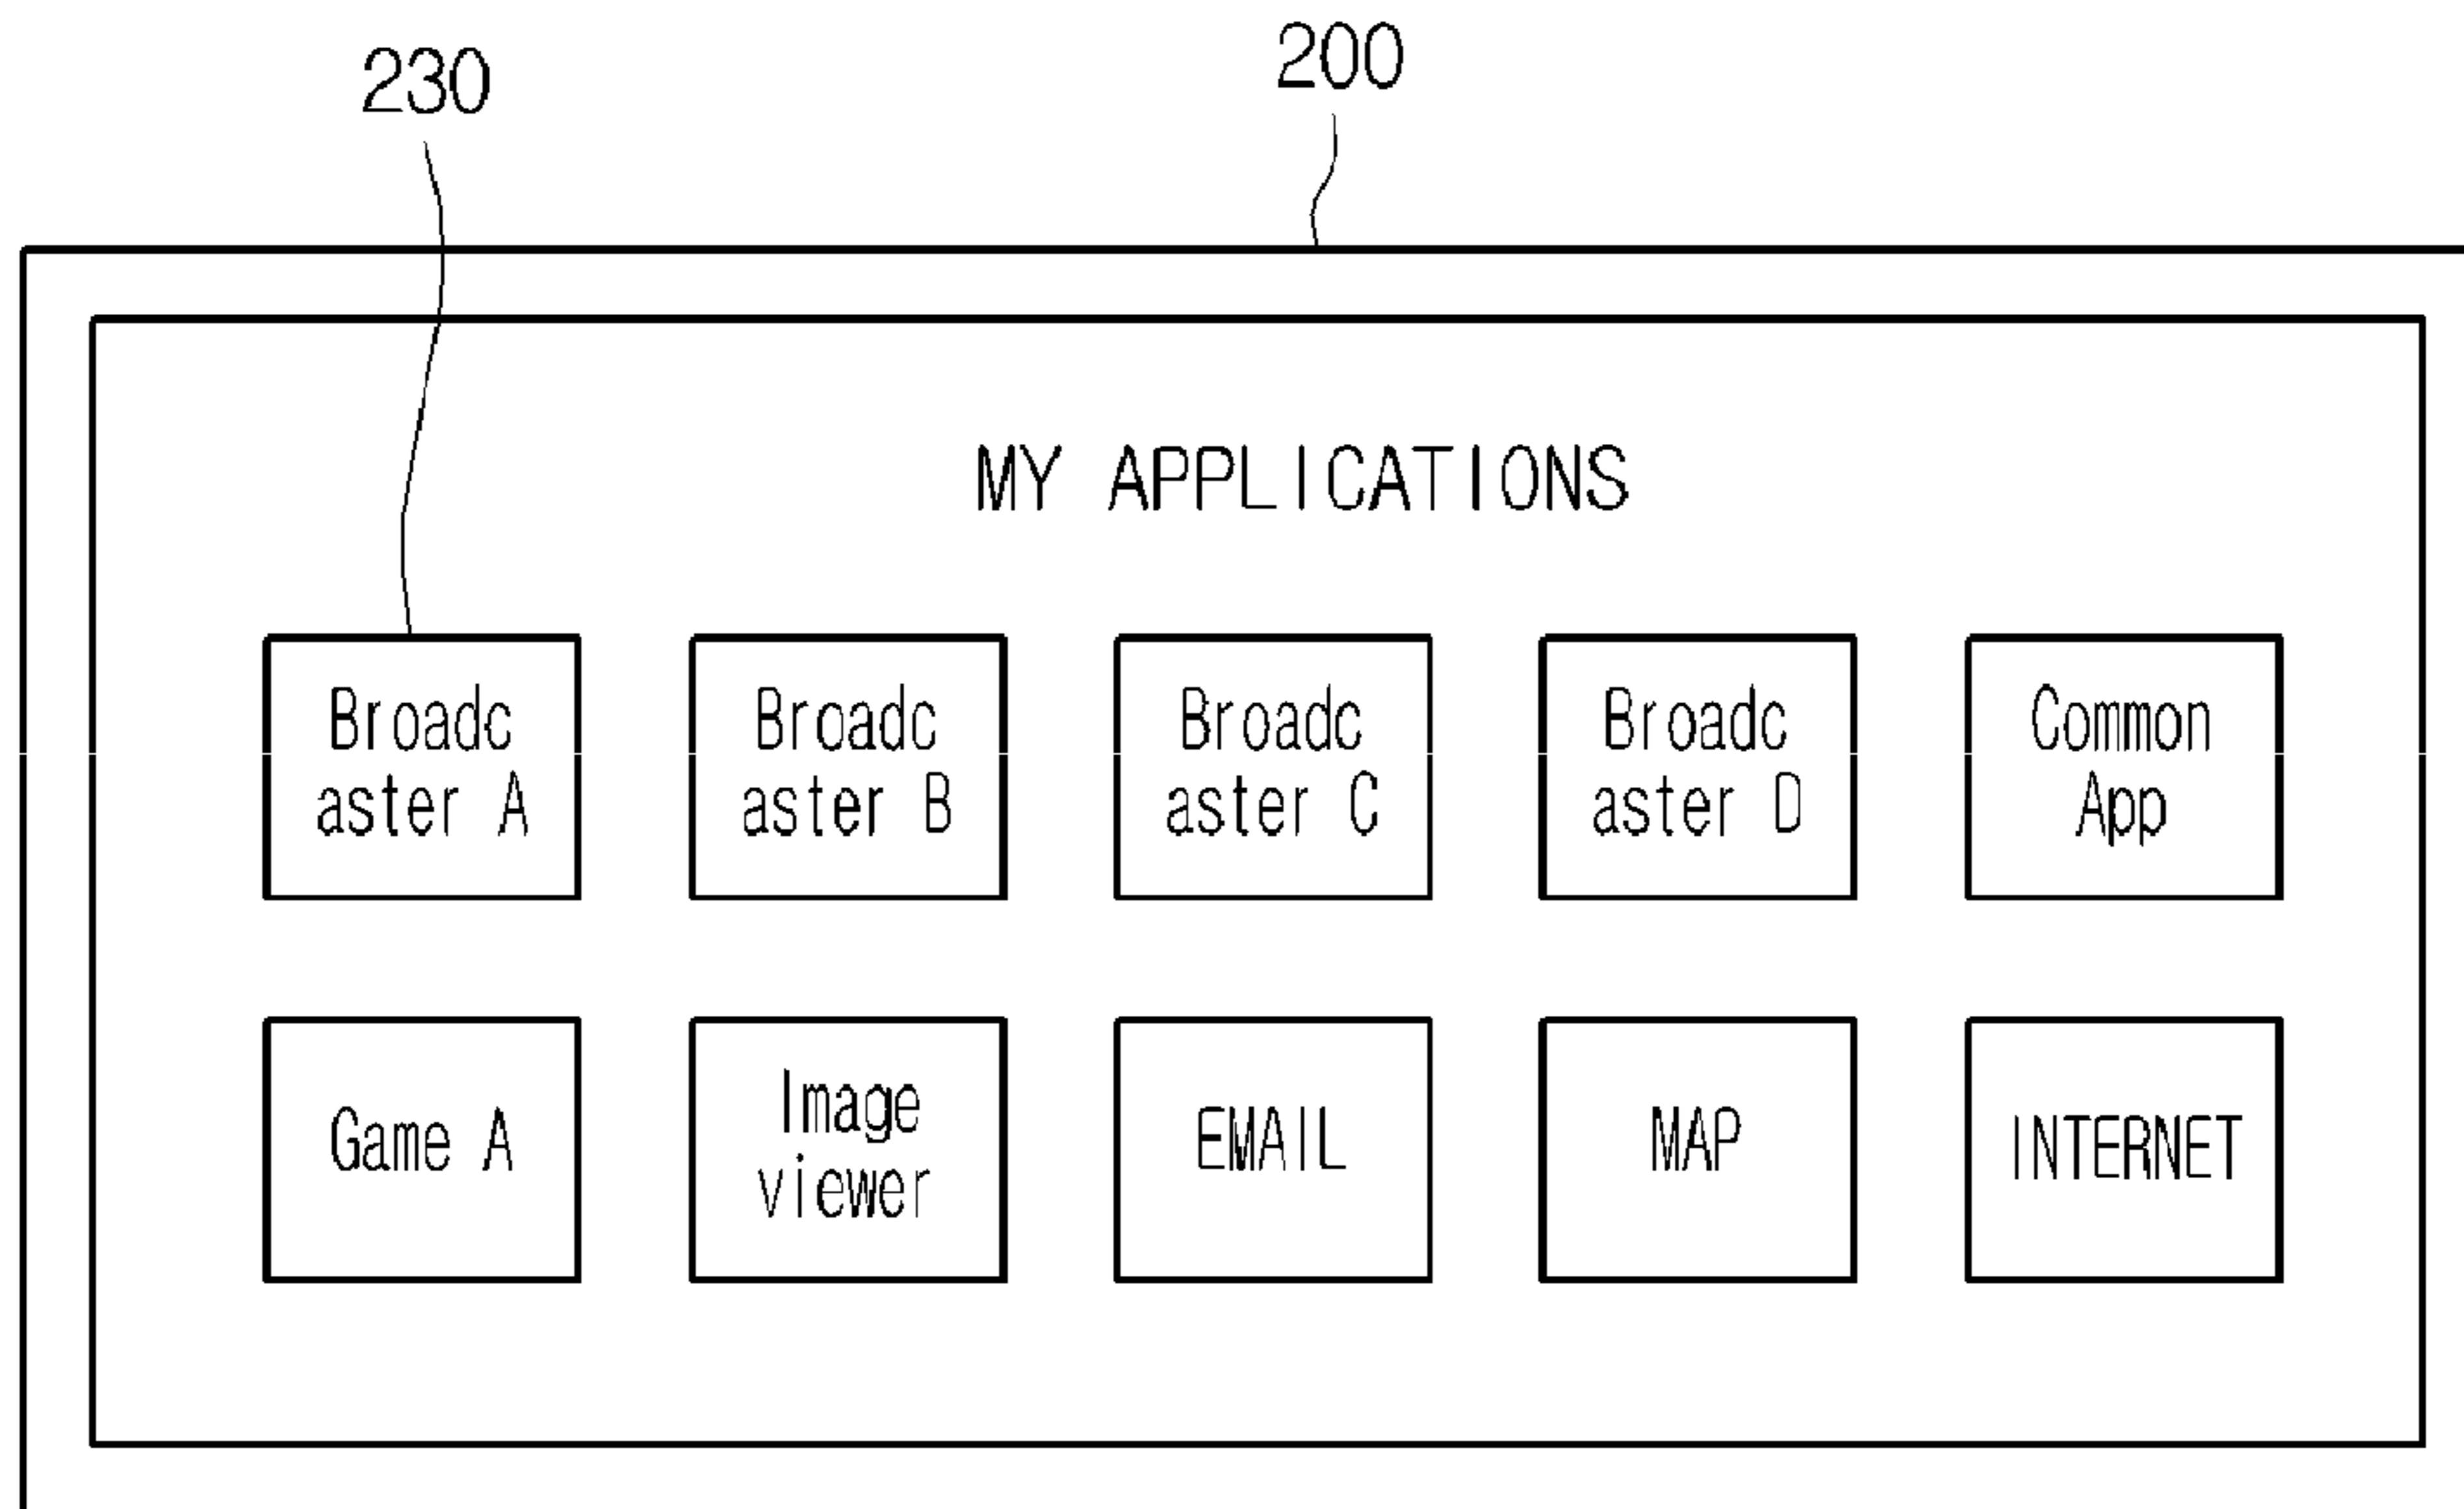 230
200
MY APPLICATIONS
Broadc
aster A
Broadc
aster B
Broadc
aster C
Broadc
aster D
Common
App
Game A
Image
viewer
EMAIL
MAP
INTERNET